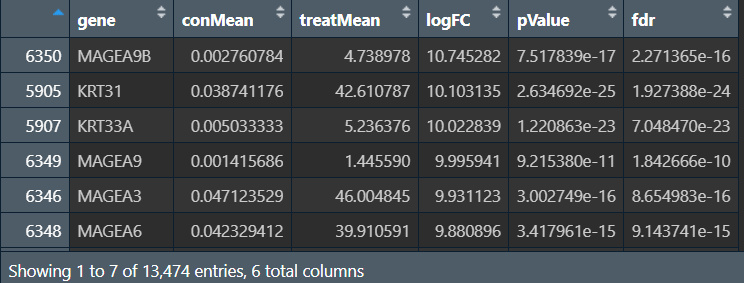 gene conMean treatMean logFC pValue fdr
6350 MAGEA9B 0.002760784 4.738978 10.745282 7.517839e-17 2.271365e-16
5905 KRT31 0.038741176 42.610787 10.103135 2.634692e-25 1.927388e-24
5907 KRT33A 0.005033333 5.236376 10.022839 1.220863e-23 7.048470e-23
6349 MAGEA9 0.001415686 1.445590 9.995941 9.215380e-11 1.842666e-10
6346 MAGEA3 0.047123529 46.004845 9.931123 3.002749e-16 8.654983e-16
6348 MAGEA6 0.042329412 39.910591 9.880896 3.417961e-15 9.143741e-15
Showing 1 to 7 of 13,474 entries, 6 total columns